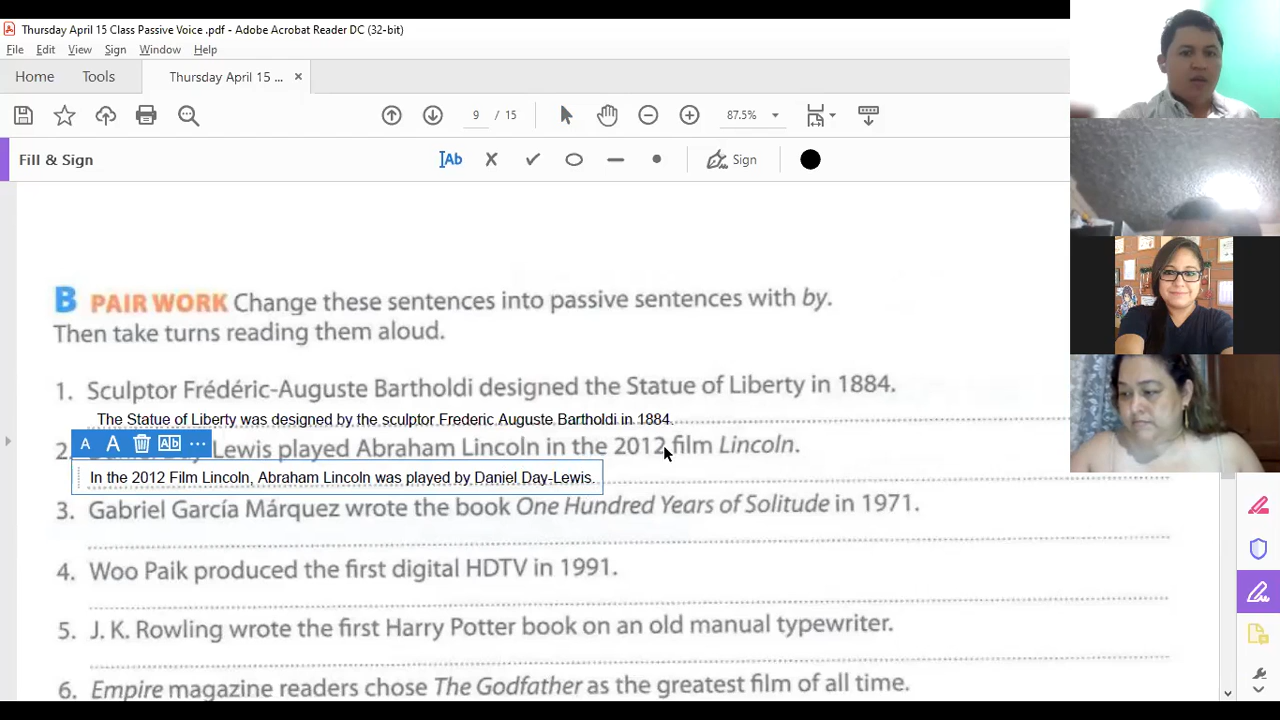 Thursday April 15 Class Passive Voice .pdf - Adobe Acrobat Reader DC (32-bit)
File Edit View Sign Window Help
Home Tools Thursday April 15 ... ×
9 / 15 87.5%
Fill & Sign Ab Sign
B PAIR WORK Change these sentences into passive sentences with by.
Then take turns reading them aloud.
1. Sculptor Frédéric-Auguste Bartholdi designed the Statue of Liberty in 1884.
The Statue of Liberty was designed by the sculptor Frederic Auguste Bartholdi in 1884.
A A Ab ...
2. Lewis played Abraham Lincoln in the 2012 film Lincoln.
In the 2012 Film Lincoln, Abraham Lincoln was played by Daniel Day-Lewis.
3. Gabriel García Márquez wrote the book One Hundred Years of Solitude in 1971.
4. Woo Paik produced the first digital HDTV in 1991.
5. J. K. Rowling wrote the first Harry Potter book on an old manual typewriter.
6. Empire magazine readers chose The Godfather as the greatest film of all time.